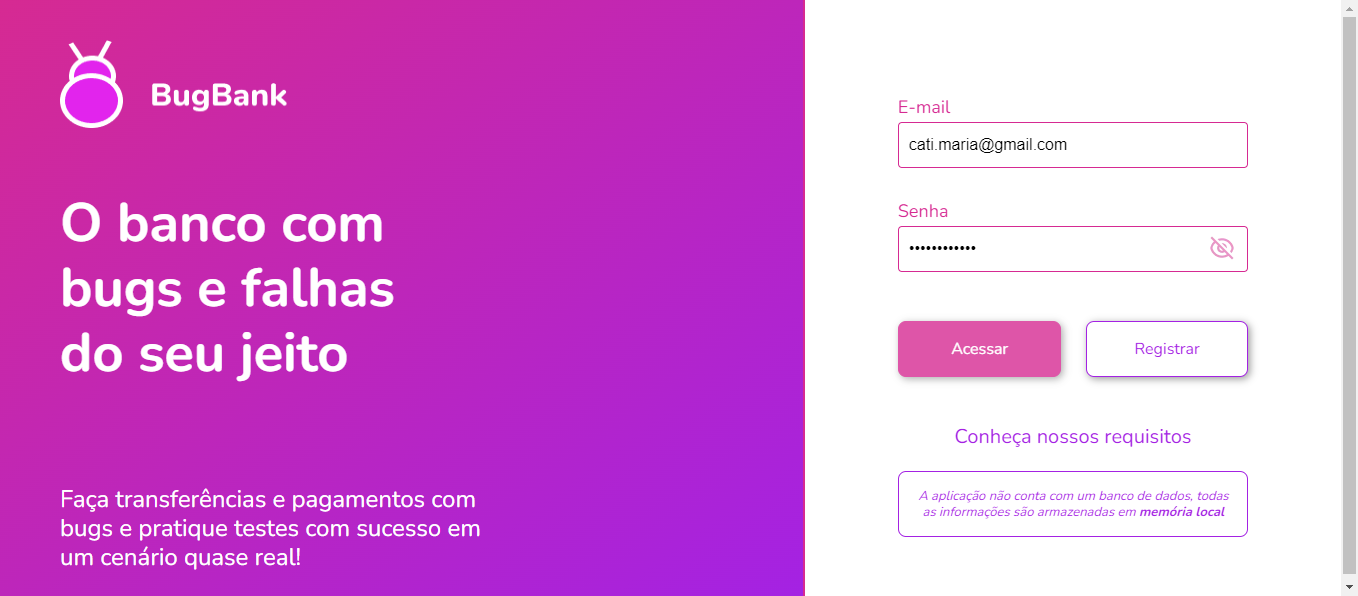 BugBank
O banco com
bugs e falhas
do seu jeito
Faça transferências e pagamentos com
bugs e pratique testes com sucesso em
um cenário quase real!
E-mail
cati.maria@gmail.com
Senha
••••••••••••
Acessar
Registrar
Conheça nossos requisitos
A aplicação não conta com um banco de dados, todas
as informações são armazenadas em memória local